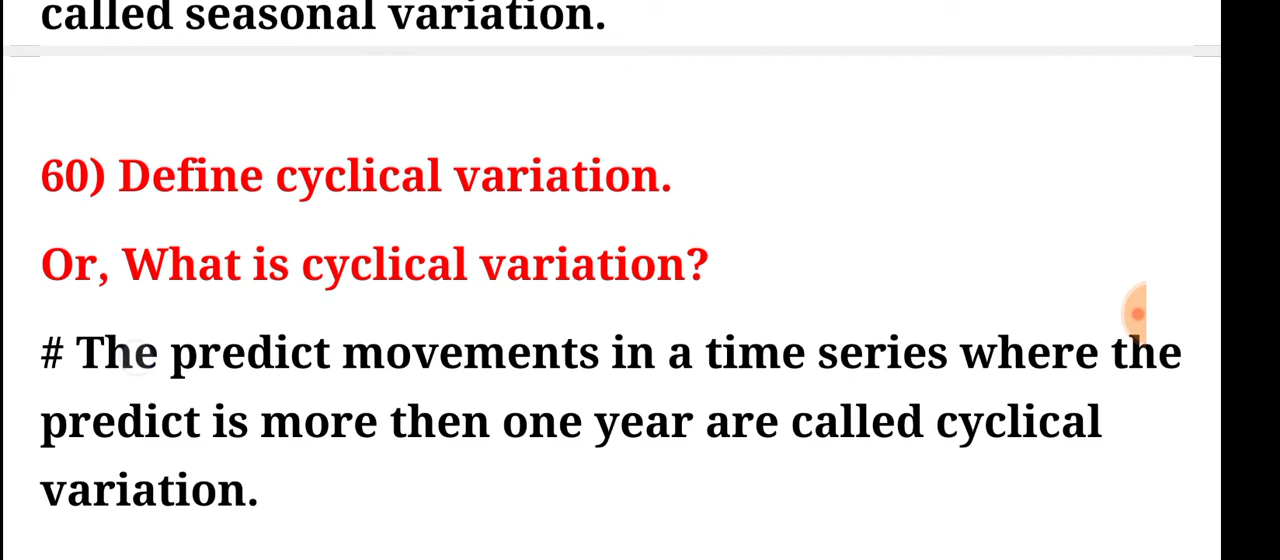 called seasonal variation.
60) Define cyclical variation.
Or, What is cyclical variation?
# The predict movements in a time series where the
predict is more then one year are called cyclical
variation.